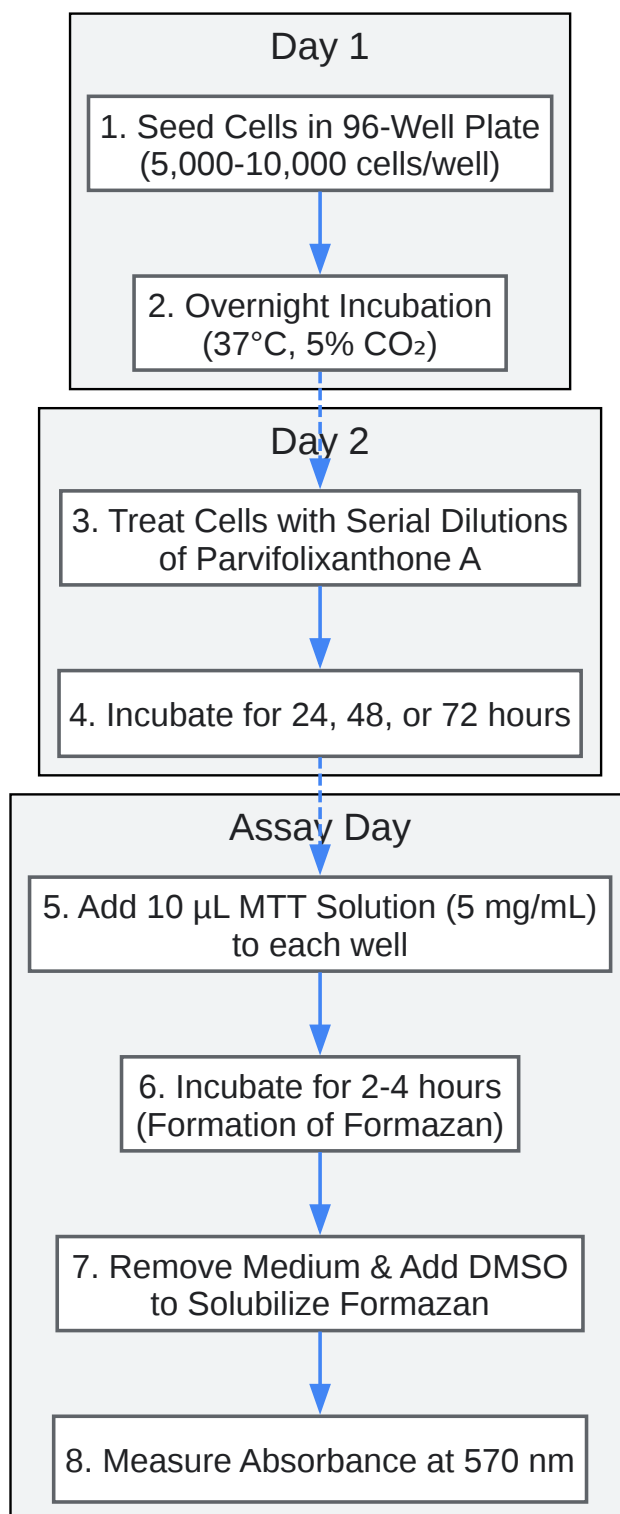 Day 1
1. Seed Cells in 96-Well Plate
(5,000-10,000 cells/well)
2. Overnight Incubation
(37°C, 5% CO₂)
Day 2
3. Treat Cells with Serial Dilutions
of Parvifolixanthone A
4. Incubate for 24, 48, or 72 hours
Assay Day
5. Add 10 µL MTT Solution (5 mg/mL)
to each well
6. Incubate for 2-4 hours
(Formation of Formazan)
7. Remove Medium & Add DMSO
to Solubilize Formazan
8. Measure Absorbance at 570 nm